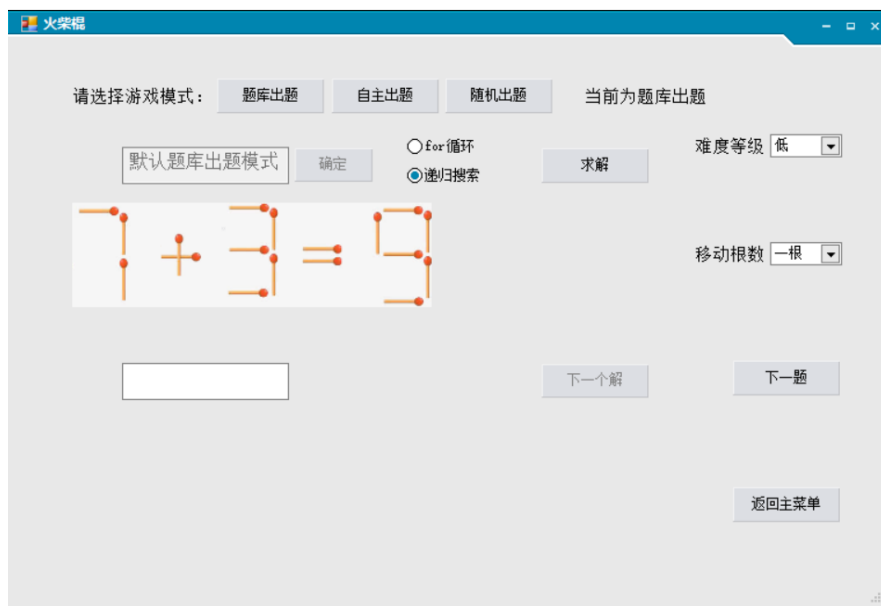 火柴棍
请选择游戏模式： 题库出题 自主出题 随机出题 当前为题库出题
默认题库出题模式 确定 for循环 求解 难度等级 低
递归搜索
7+3=9 移动根数 一根
下一个解 下一题
返回主菜单